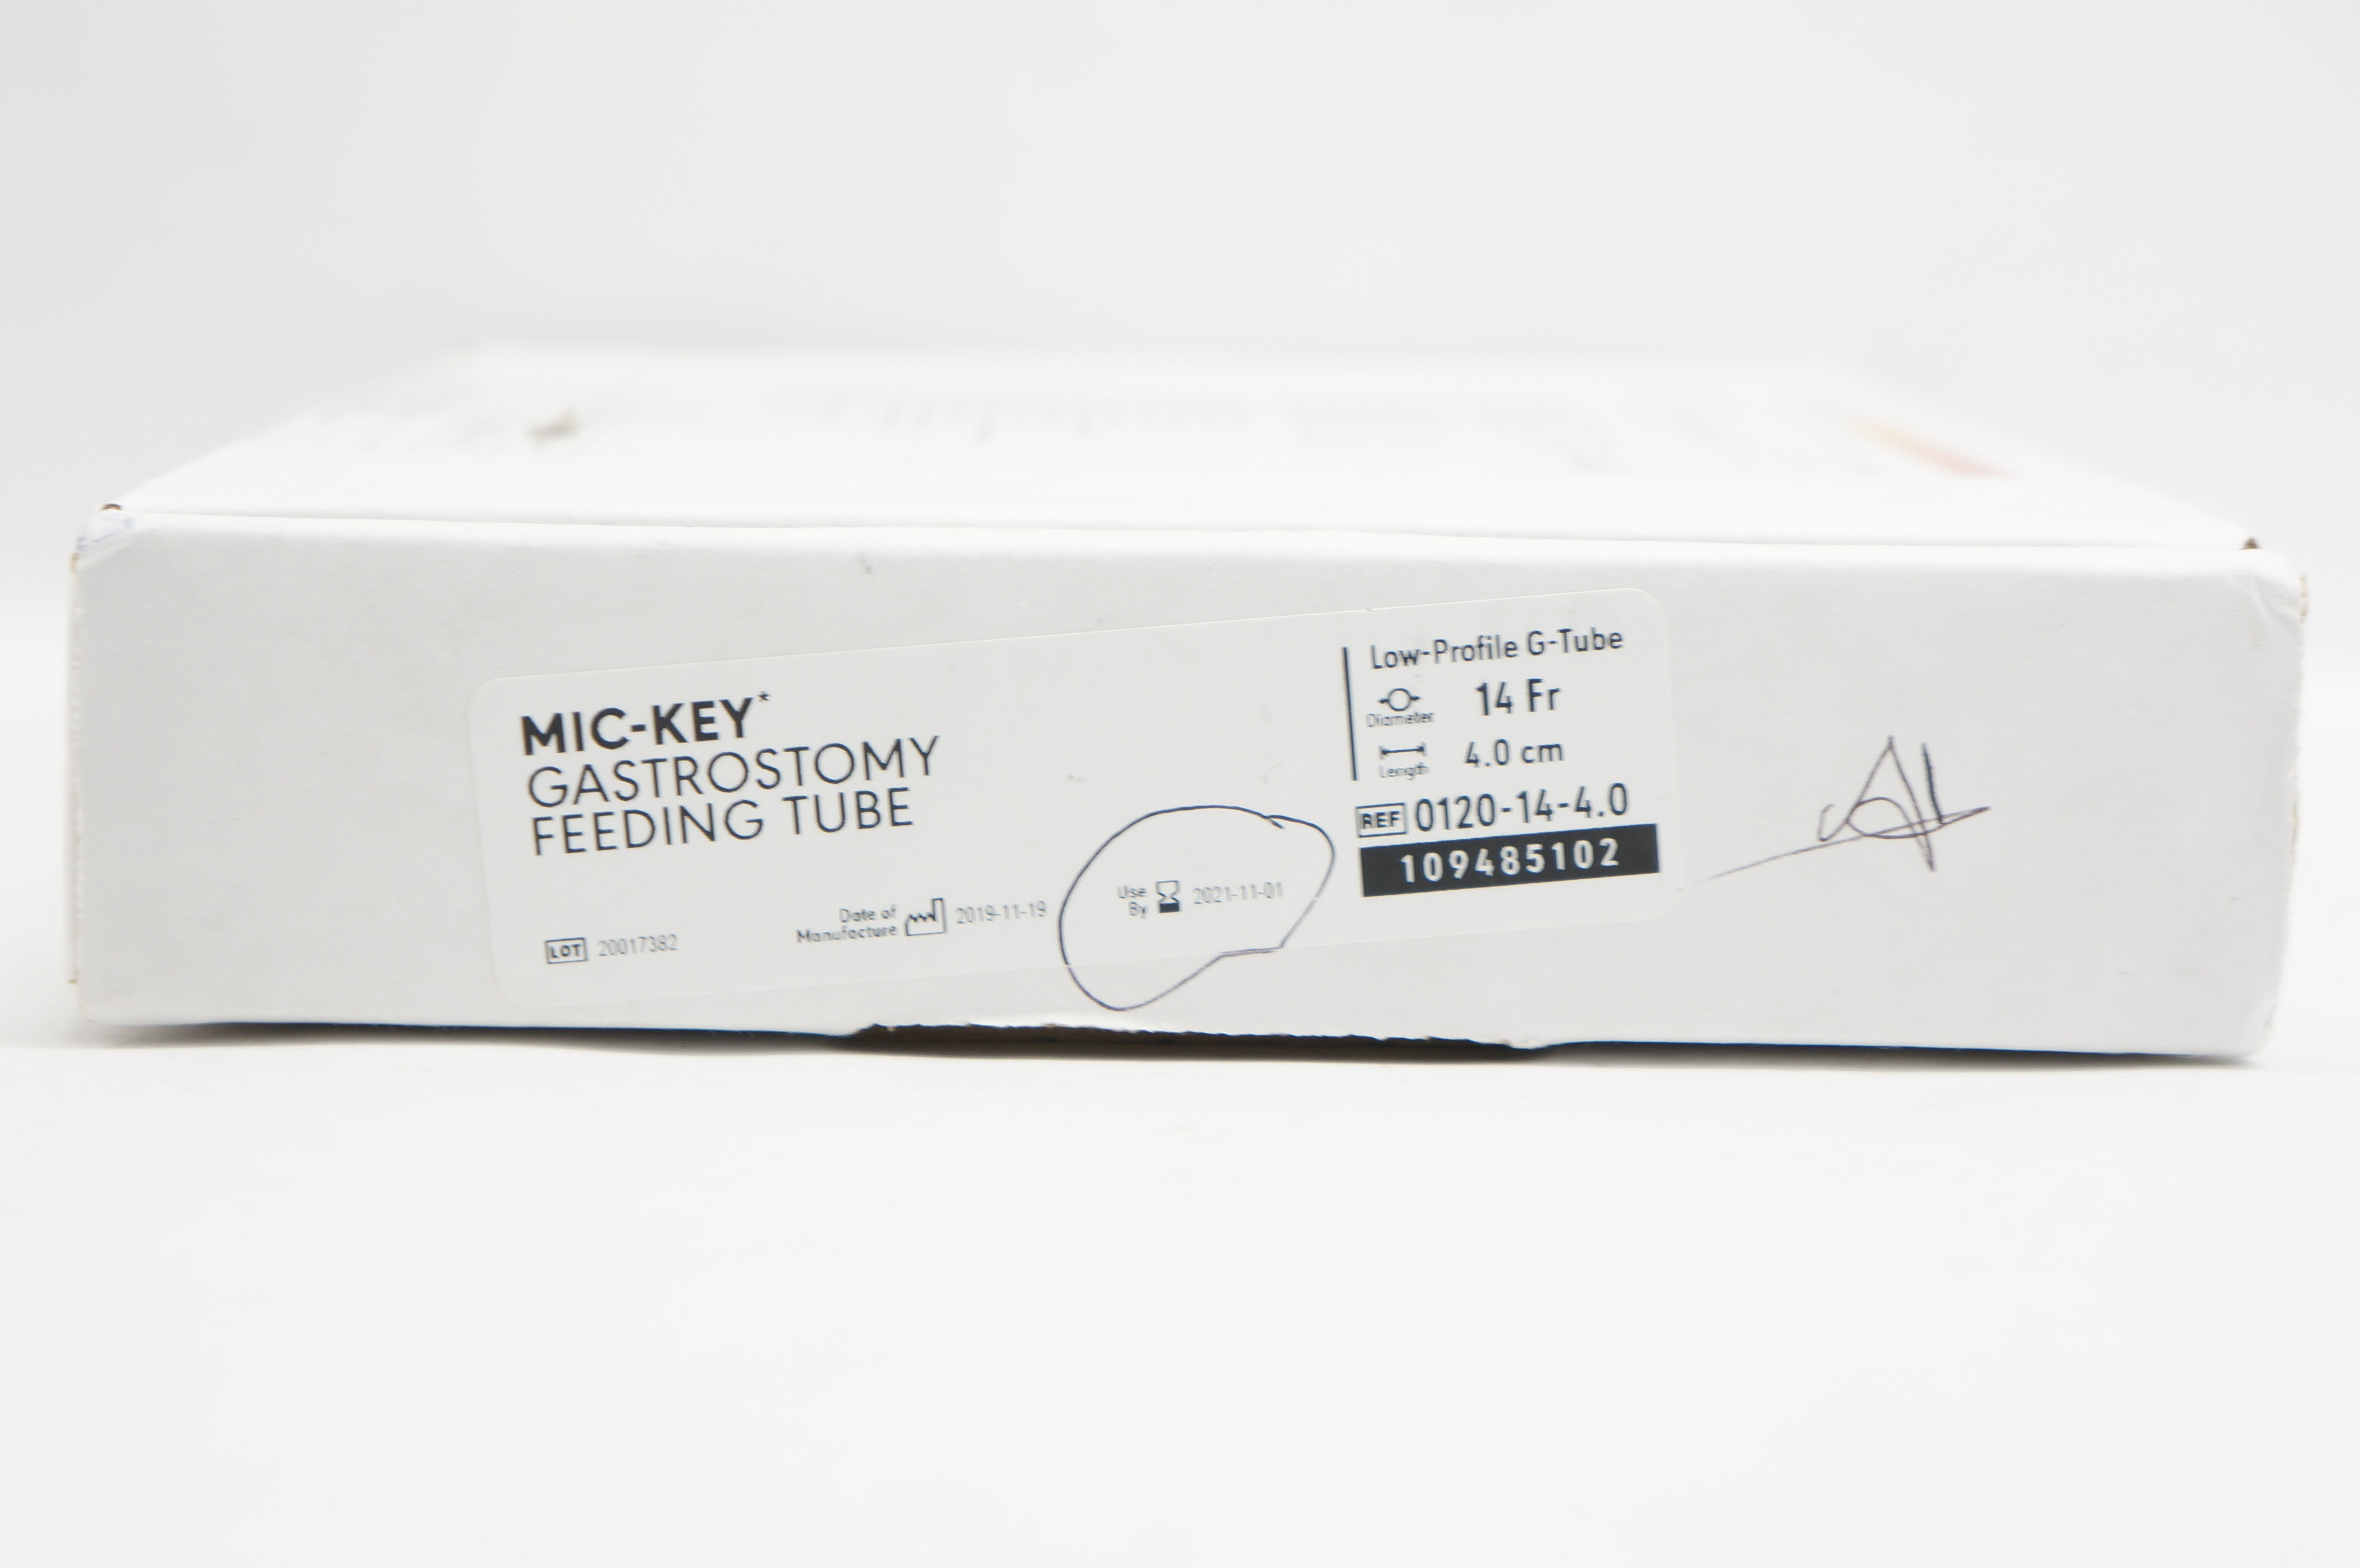 MIC-KEY*
GASTROSTOMY
FEEDING TUBE
LOT 20017382
Date of
Manufacture 2019-11-19
Use
By 2021-11-01
Low-Profile G-Tube
Diameter 14 Fr
Length 4.0 cm
REF 0120-14-4.0
109485102